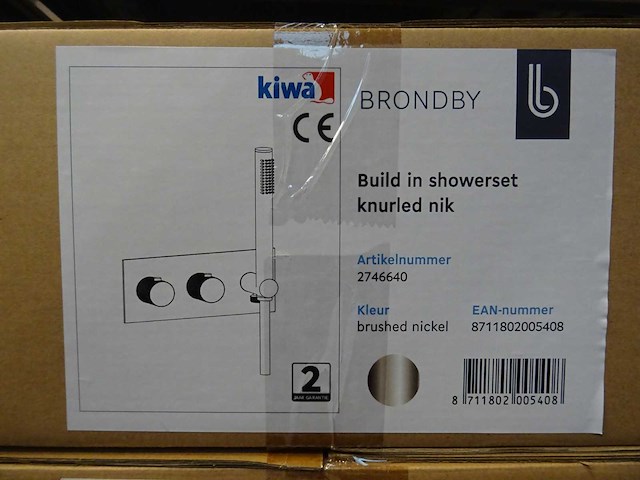 kiwa
CE
BRONDBY
b
Build in showerset
knurled nik
Artikelnummer
2746640
Kleur
brushed nickel
EAN-nummer
8711802005408
2
JAAR GARANTIE
8 711802 005408